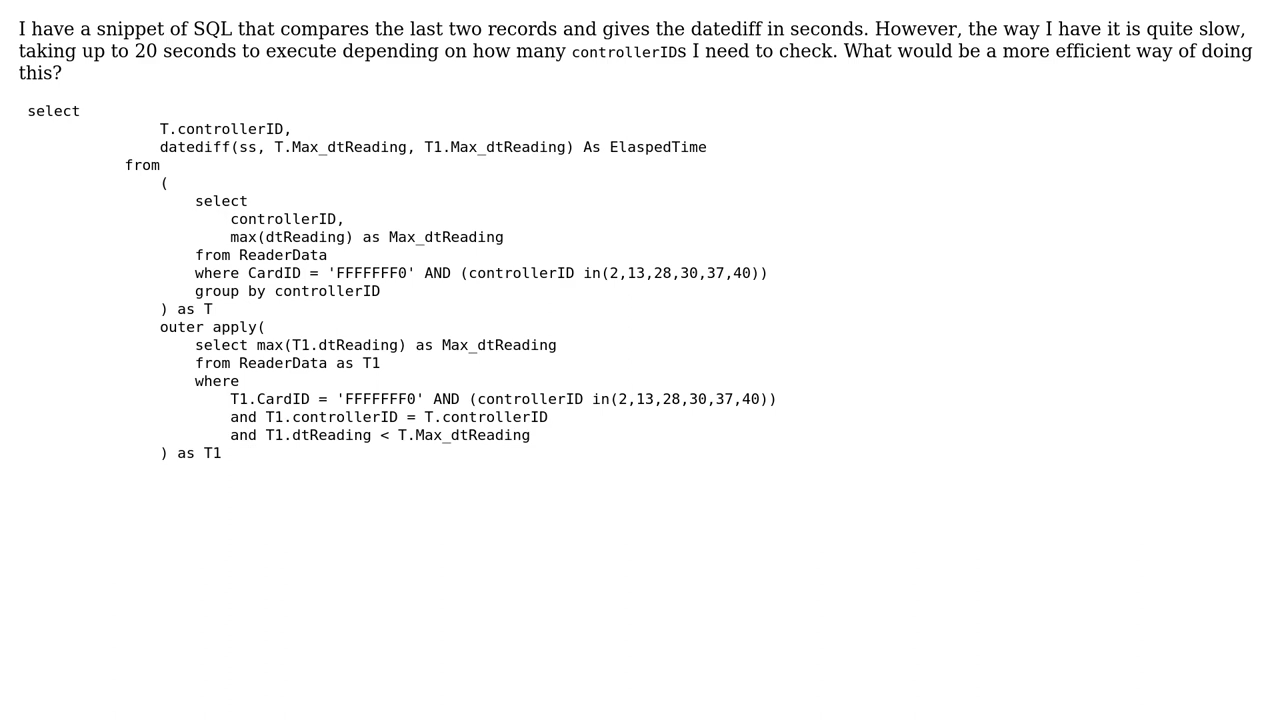 I have a snippet of SQL that compares the last two records and gives the datediff in seconds. However, the way I have it is quite slow,
taking up to 20 seconds to execute depending on how many controllerIDs I need to check. What would be a more efficient way of doing
this?
select
T.controllerID,
datediff(ss, T.Max_dtReading, T1.Max_dtReading) As ElaspedTime
from
(
select
controllerID,
max(dtReading) as Max_dtReading
from ReaderData
where CardID = 'FFFFFFF0' AND (controllerID in(2,13,28,30,37,40))
group by controllerID
) as T
outer apply(
select max(T1.dtReading) as Max_dtReading
from ReaderData as T1
where
T1.CardID = 'FFFFFFF0' AND (controllerID in(2,13,28,30,37,40))
and T1.controllerID = T.controllerID
and T1.dtReading < T.Max_dtReading
) as T1